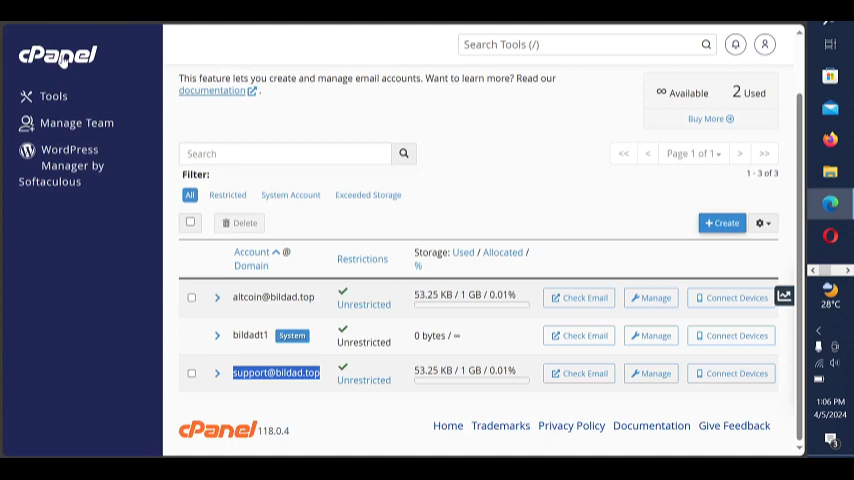 cPanel
Search Tools (/)
Tools
Manage Team
WordPress
Manager by
Softaculous
This feature lets you create and manage email accounts. Want to learn more? Read our
documentation .
∞ Available 2 Used
Buy More
Search
<< < Page 1 of 1 > >>
Filter:
1 - 3 of 3
All Restricted System Account Exceeded Storage
Delete
+ Create
Account @
Domain
Restrictions
Storage: Used / Allocated /
%
altcoin@bildad.top
Unrestricted
53.25 KB / 1 GB / 0.01%
Check Email Manage Connect Devices
bildadt1 System
Unrestricted
0 bytes / ∞
Check Email Manage Connect Devices
support@bildad.top
Unrestricted
53.25 KB / 1 GB / 0.01%
Check Email Manage Connect Devices
cPanel 118.0.4
Home Trademarks Privacy Policy Documentation Give Feedback
28°C
1:06 PM
4/5/2024
3